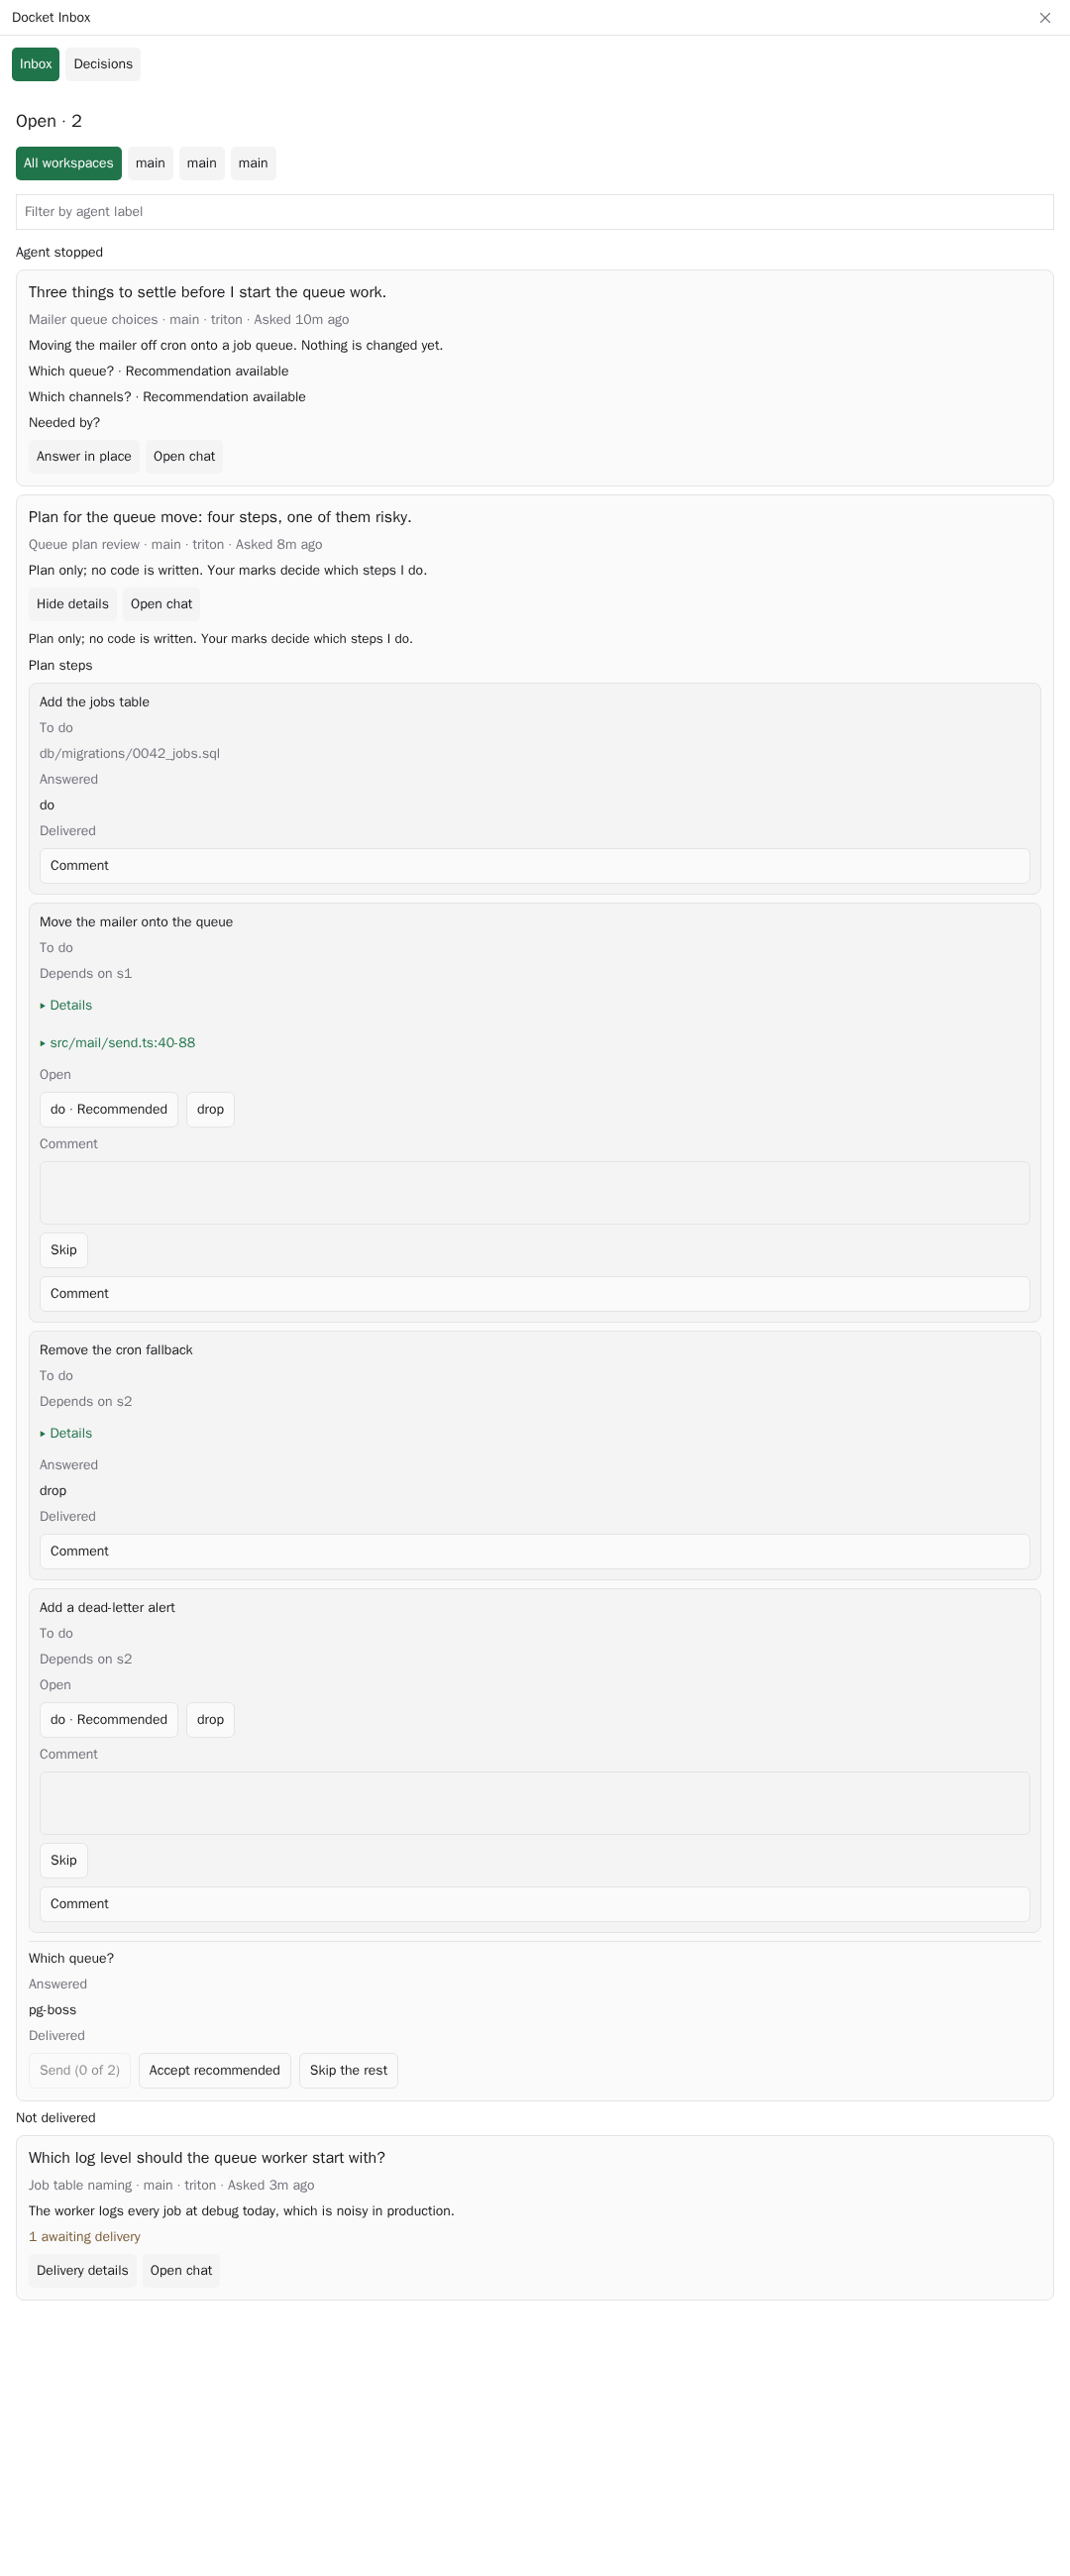 Docket Inbox
Inbox Decisions
Open · 2
All workspaces main main main
Filter by agent label
Agent stopped
Three things to settle before I start the queue work.
Mailer queue choices · main · triton · Asked 10m ago
Moving the mailer off cron onto a job queue. Nothing is changed yet.
Which queue? · Recommendation available
Which channels? · Recommendation available
Needed by?
Answer in place Open chat
Plan for the queue move: four steps, one of them risky.
Queue plan review · main · triton · Asked 8m ago
Plan only; no code is written. Your marks decide which steps I do.
Hide details Open chat
Plan only; no code is written. Your marks decide which steps I do.
Plan steps
Add the jobs table
To do
db/migrations/0042_jobs.sql
Answered
do
Delivered
Comment
Move the mailer onto the queue
To do
Depends on s1
▸ Details
▸ src/mail/send.ts:40-88
Open
do · Recommended drop
Comment
Skip
Comment
Remove the cron fallback
To do
Depends on s2
▸ Details
Answered
drop
Delivered
Comment
Add a dead-letter alert
To do
Depends on s2
Open
do · Recommended drop
Comment
Skip
Comment
Which queue?
Answered
pg-boss
Delivered
Send (0 of 2) Accept recommended Skip the rest
Not delivered
Which log level should the queue worker start with?
Job table naming · main · triton · Asked 3m ago
The worker logs every job at debug today, which is noisy in production.
1 awaiting delivery
Delivery details Open chat